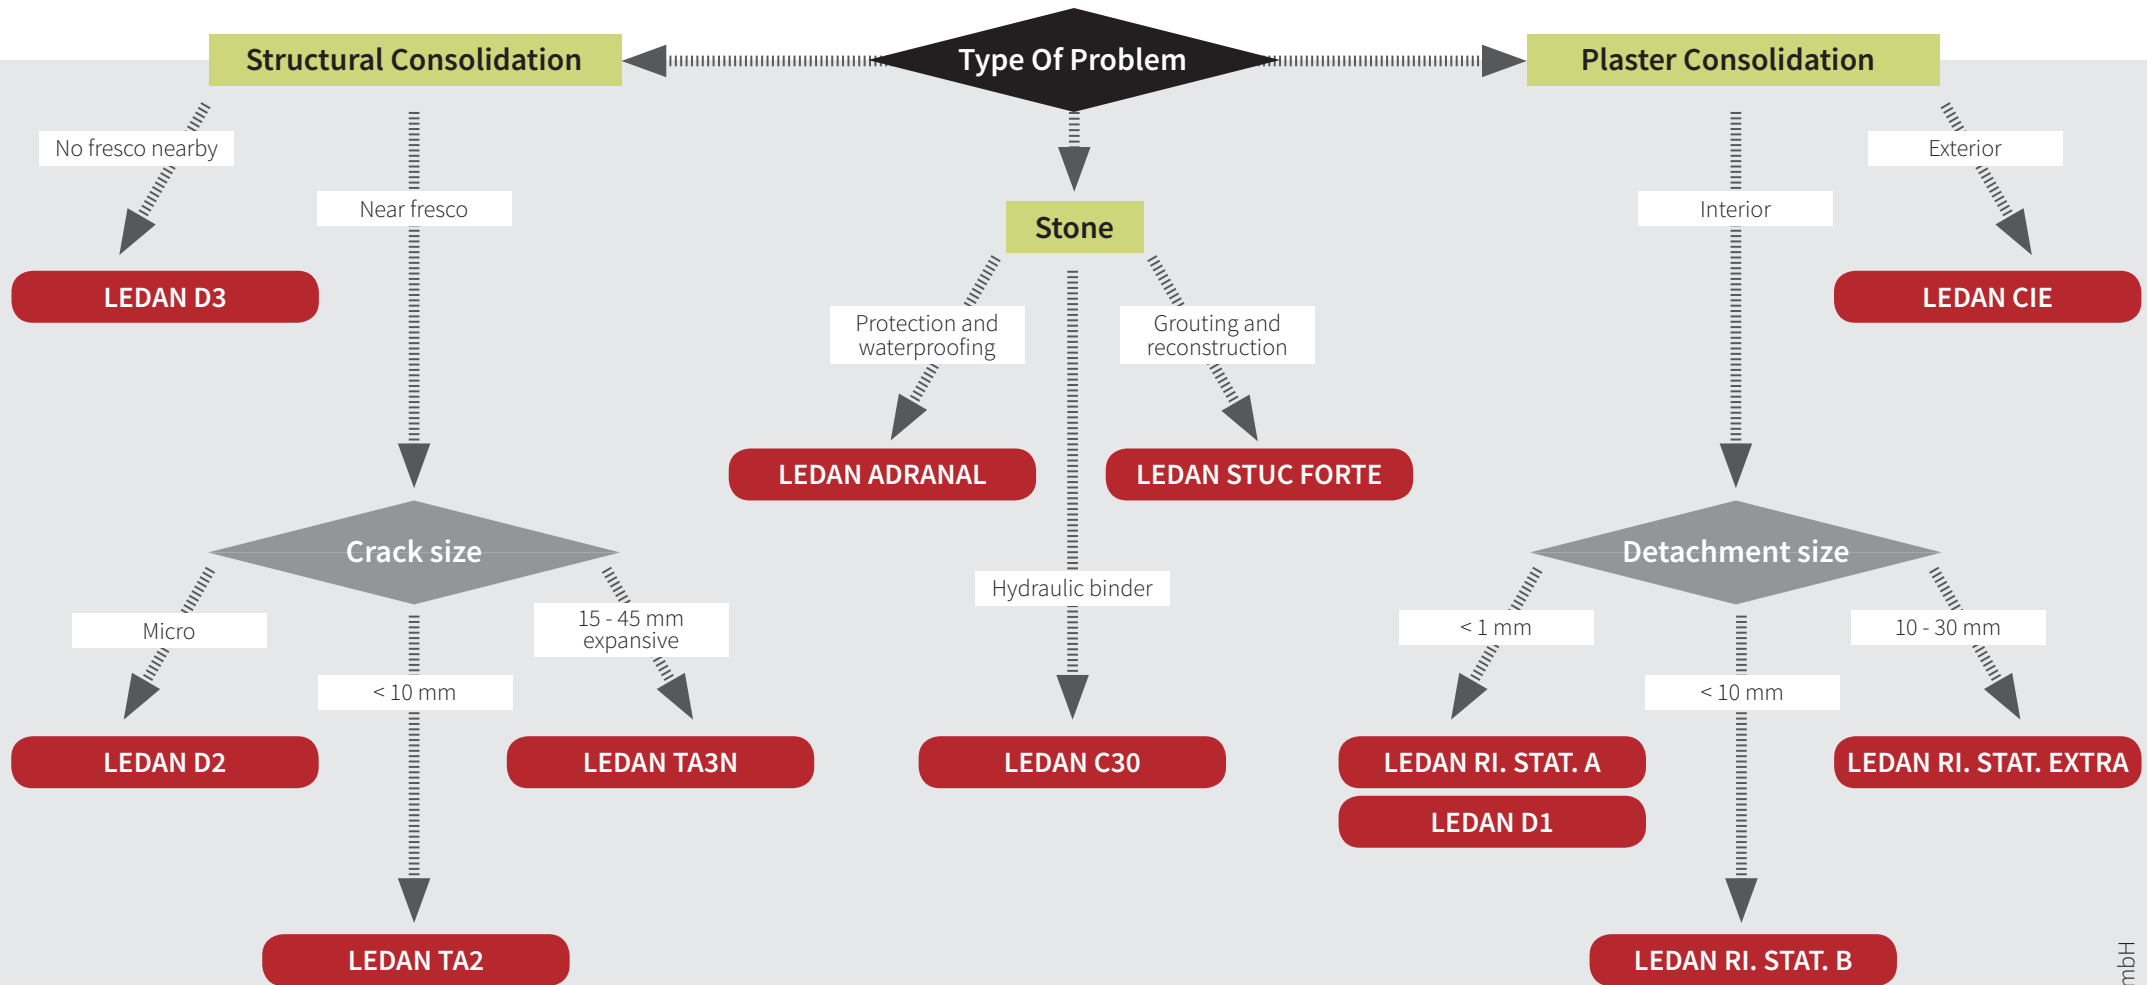 Structural Consolidation
Type Of Problem
Plaster Consolidation
No fresco nearby
Exterior
Near fresco
Interior
Stone
LEDAN D3
LEDAN CIE
Protection and
waterproofing
Grouting and
reconstruction
LEDAN ADRANAL
LEDAN STUC FORTE
Crack size
Detachment size
Hydraulic binder
Micro
15 - 45 mm
expansive
< 1 mm
10 - 30 mm
< 10 mm
< 10 mm
LEDAN D2
LEDAN TA3N
LEDAN C30
LEDAN RI. STAT. A
LEDAN RI. STAT. EXTRA
LEDAN D1
LEDAN TA2
LEDAN RI. STAT. B